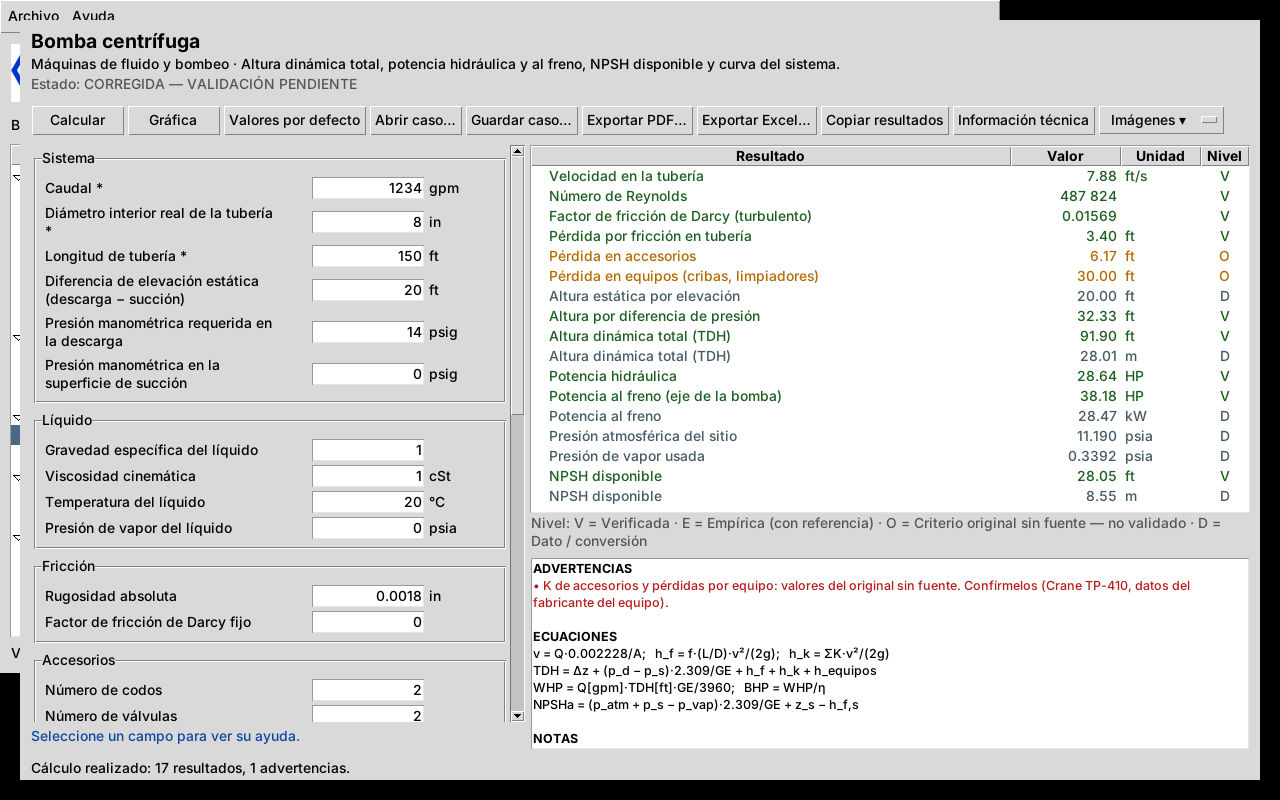 Archivo Ayuda
Bomba centrífuga
Máquinas de fluido y bombeo · Altura dinámica total, potencia hidráulica y al freno, NPSH disponible y curva del sistema.
Estado: CORREGIDA — VALIDACIÓN PENDIENTE
Calcular Gráfica Valores por defecto Abrir caso... Guardar caso... Exportar PDF... Exportar Excel... Copiar resultados Información técnica Imágenes ▾
B
V
Sistema
Caudal * 1234 gpm
Diámetro interior real de la tubería
* 8 in
Longitud de tubería * 150 ft
Diferencia de elevación estática
(descarga − succión) 20 ft
Presión manométrica requerida en
la descarga 14 psig
Presión manométrica en la
superficie de succión 0 psig
Líquido
Gravedad específica del líquido 1
Viscosidad cinemática 1 cSt
Temperatura del líquido 20 °C
Presión de vapor del líquido 0 psia
Fricción
Rugosidad absoluta 0.0018 in
Factor de fricción de Darcy fijo 0
Accesorios
Número de codos 2
Número de válvulas 2
Seleccione un campo para ver su ayuda.
Cálculo realizado: 17 resultados, 1 advertencias.
Resultado Valor Unidad Nivel
Velocidad en la tubería 7.88 ft/s V
Número de Reynolds 487 824 V
Factor de fricción de Darcy (turbulento) 0.01569 V
Pérdida por fricción en tubería 3.40 ft V
Pérdida en accesorios 6.17 ft O
Pérdida en equipos (cribas, limpiadores) 30.00 ft O
Altura estática por elevación 20.00 ft D
Altura por diferencia de presión 32.33 ft V
Altura dinámica total (TDH) 91.90 ft V
Altura dinámica total (TDH) 28.01 m D
Potencia hidráulica 28.64 HP V
Potencia al freno (eje de la bomba) 38.18 HP V
Potencia al freno 28.47 kW D
Presión atmosférica del sitio 11.190 psia D
Presión de vapor usada 0.3392 psia D
NPSH disponible 28.05 ft V
NPSH disponible 8.55 m D
Nivel: V = Verificada · E = Empírica (con referencia) · O = Criterio original sin fuente — no validado · D =
Dato / conversión
ADVERTENCIAS
• K de accesorios y pérdidas por equipo: valores del original sin fuente. Confírmelos (Crane TP-410, datos del
fabricante del equipo).
ECUACIONES
v = Q·0.002228/A; h_f = f·(L/D)·v²/(2g); h_k = ΣK·v²/(2g)
TDH = Δz + (p_d − p_s)·2.309/GE + h_f + h_k + h_equipos
WHP = Q[gpm]·TDH[ft]·GE/3960; BHP = WHP/η
NPSHa = (p_atm + p_s − p_vap)·2.309/GE + z_s − h_f,s
NOTAS